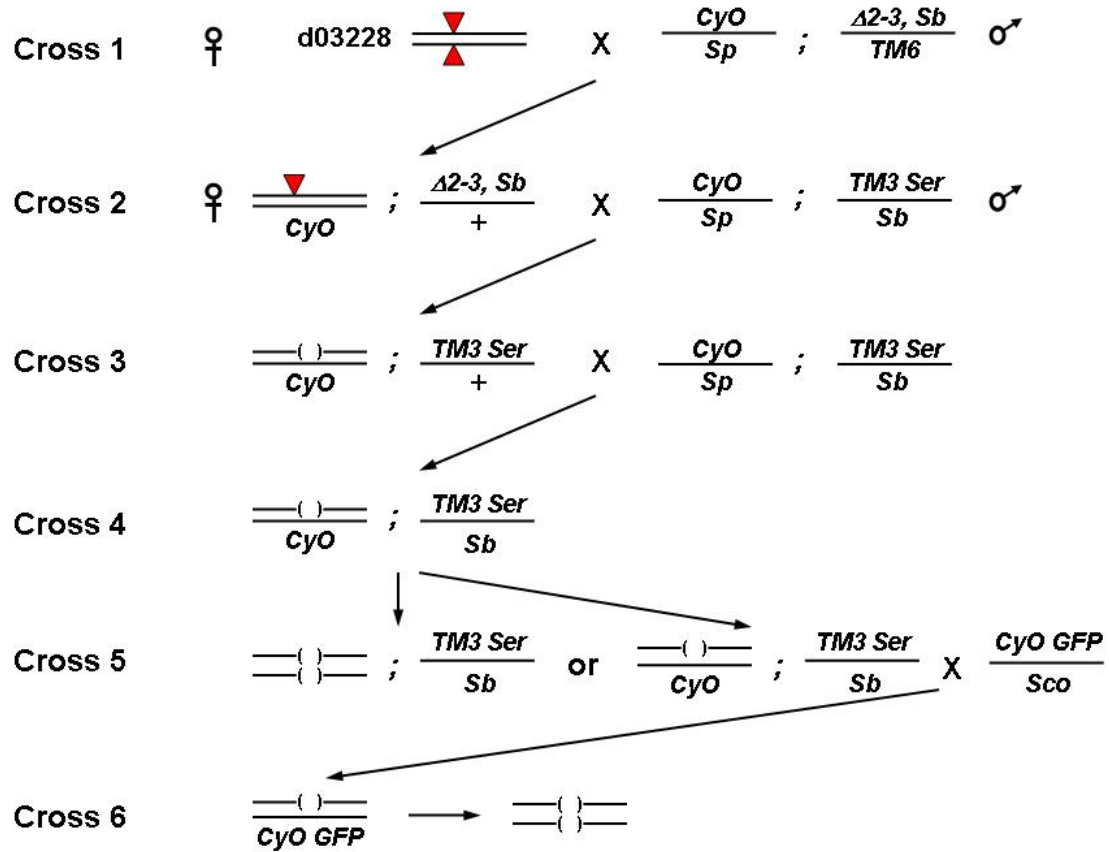 Cross 1 d03228 X CyO Sp ; Δ2-3, Sb TM6
Cross 2 CyO ; Δ2-3, Sb + X CyO Sp ; TM3 Ser Sb
Cross 3 ( ) CyO ; TM3 Ser + X CyO Sp ; TM3 Ser Sb
Cross 4 ( ) CyO ; TM3 Ser Sb
Cross 5 ( ) ( ) ; TM3 Ser Sb or ( ) CyO ; TM3 Ser Sb X CyO GFP Sco
Cross 6 ( ) CyO GFP ( ) ( )